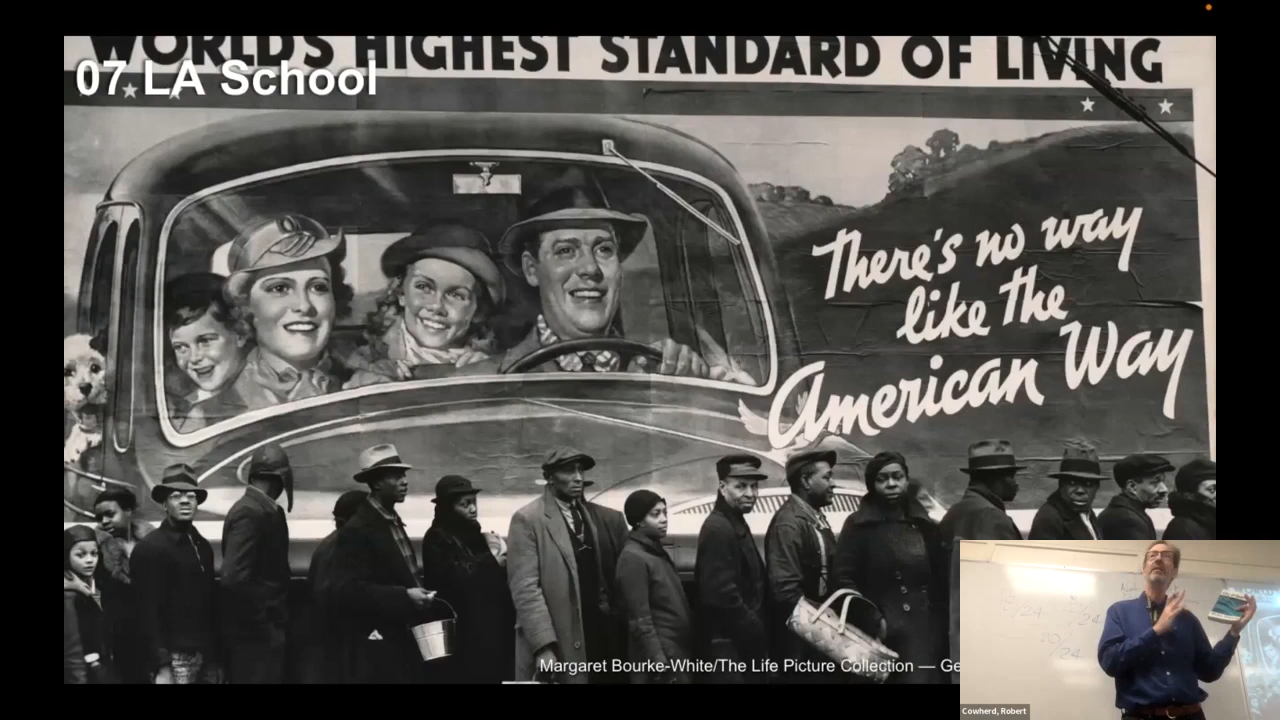 WORLD'S HIGHEST STANDARD OF LIVING
07 LA School
There's no way
like the
American Way
Margaret Bourke-White/The Life Picture Collection — Ge
Cowherd, Robert